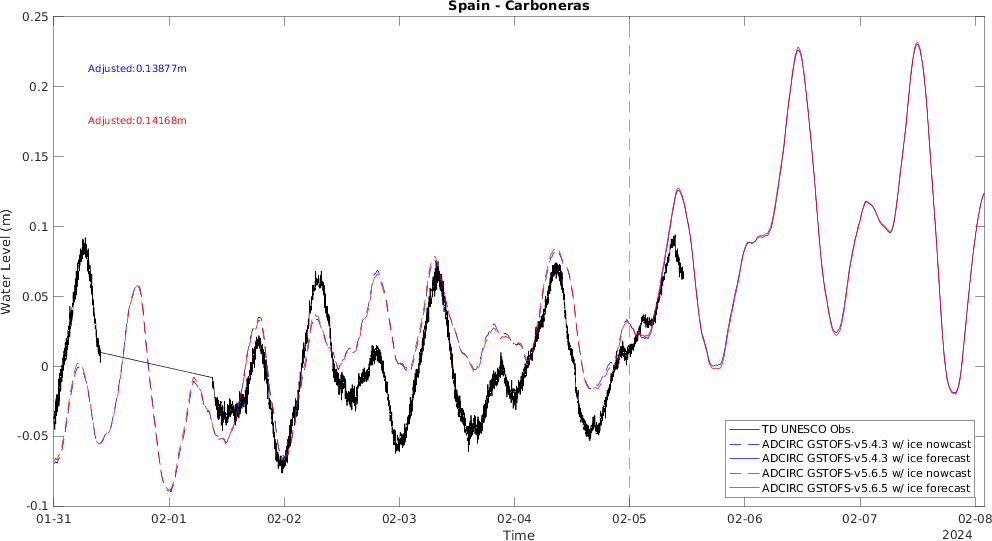 Spain - Carboneras
0.25
0.2
0.15
0.1
0.05
0
-0.05
-0.1
Water Level (m)
Adjusted:0.13877m
Adjusted:0.14168m
TD UNESCO Obs.
ADCIRC GSTOFS-v5.4.3 w/ ice nowcast
ADCIRC GSTOFS-v5.4.3 w/ ice forecast
ADCIRC GSTOFS-v5.6.5 w/ ice nowcast
ADCIRC GSTOFS-v5.6.5 w/ ice forecast
01-31 02-01 02-02 02-03 02-04 02-05 02-06 02-07 02-08
Time
2024